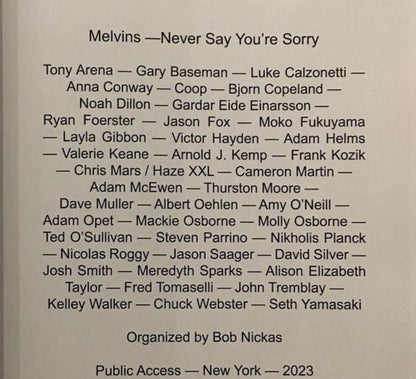 Melvins —Never Say You're Sorry
Tony Arena — Gary Baseman — Luke Calzonetti —
Anna Conway — Coop — Bjorn Copeland —
Noah Dillon — Gardar Eide Einarsson —
Ryan Foerster — Jason Fox — Moko Fukuyama
— Layla Gibbon — Victor Hayden — Adam Helms
— Valerie Keane — Arnold J. Kemp — Frank Kozik
— Chris Mars / Haze XXL — Cameron Martin —
Adam McEwen — Thurston Moore —
Dave Muller — Albert Oehlen — Amy O'Neill —
Adam Opet — Mackie Osborne — Molly Osborne —
Ted O'Sullivan — Steven Parrino — Nikholis Planck
— Nicolas Roggy — Jason Saager — David Silver —
Josh Smith — Meredyth Sparks — Alison Elizabeth
Taylor — Fred Tomaselli — John Tremblay —
Kelley Walker — Chuck Webster — Seth Yamasaki
Organized by Bob Nickas
Public Access — New York — 2023